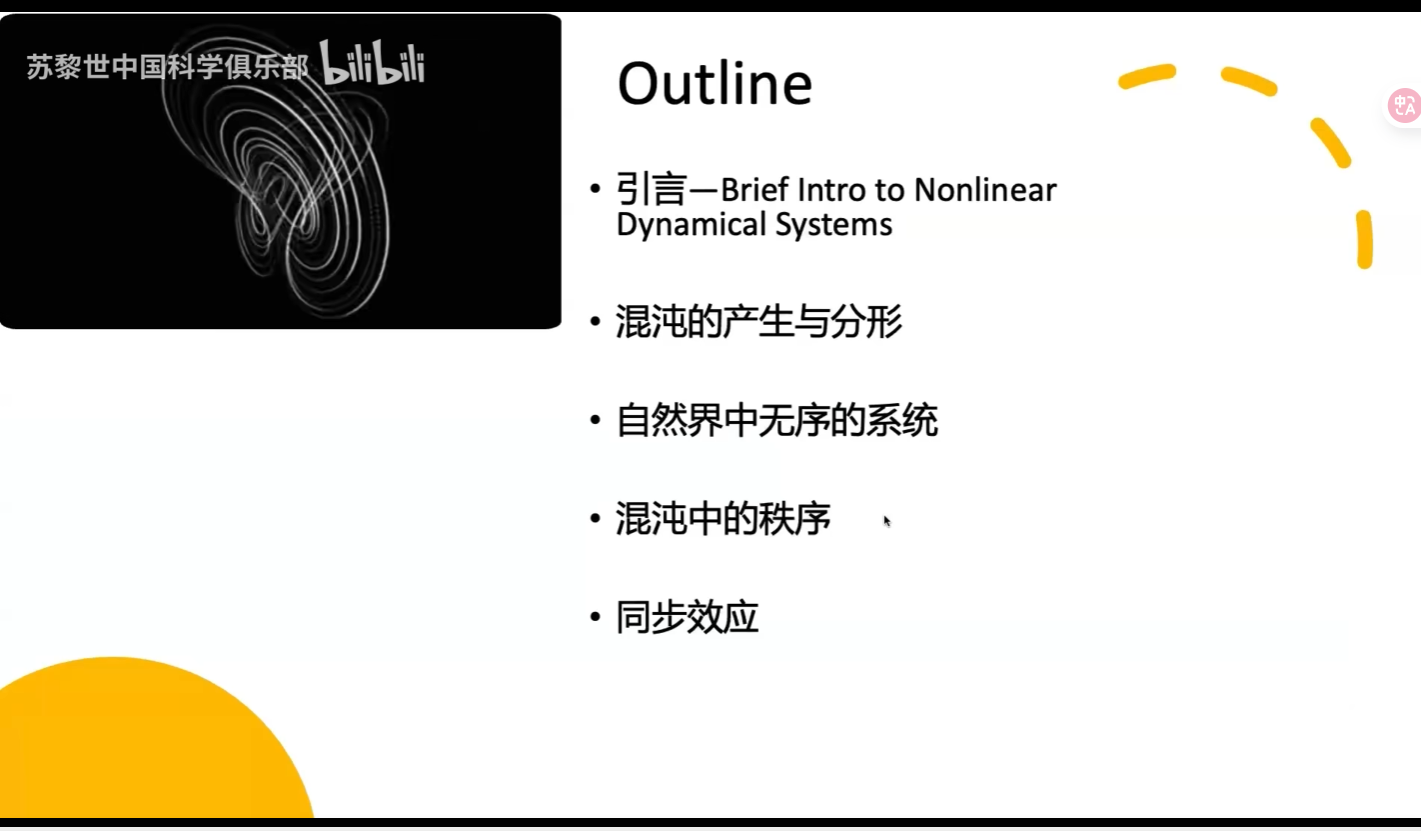 苏黎世中国科学俱乐部 bilibili
Outline
• 引言—Brief Intro to Nonlinear
Dynamical Systems
• 混沌的产生与分形
• 自然界中无序的系统
• 混沌中的秩序
• 同步效应
中
A